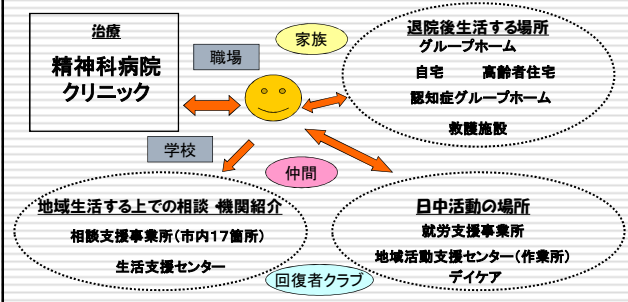 治療
精神科病院
クリニック
職場
家族
退院後生活する場所
グループホーム
自宅 高齢者住宅
認知症グループホーム
救護施設
学校
仲間
地域生活する上での相談・機関紹介
相談支援事業所(市内17箇所)
生活支援センター
日中活動の場所
就労支援事業所
地域活動支援センター(作業所)
デイケア
回復者クラブ